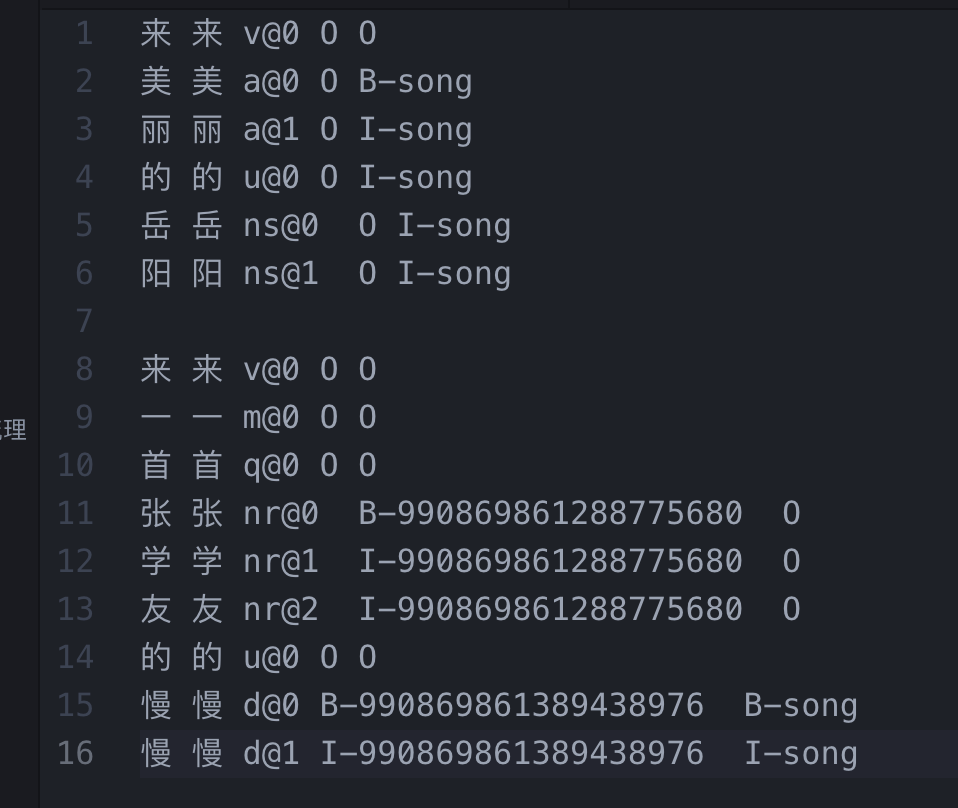 1 来 来 v@0 O O
2 美 美 a@0 O B-song
3 丽 丽 a@1 O I-song
4 的 的 u@0 O I-song
5 岳 岳 ns@0  O I-song
6 阳 阳 ns@1  O I-song
7
8 来 来 v@0 O O
9 一 一 m@0 O O
10 首 首 q@0 O O
11 张 张 nr@0  B-990869861288775680  O
12 学 学 nr@1  I-990869861288775680  O
13 友 友 nr@2  I-990869861288775680  O
14 的 的 u@0 O O
理
15 慢 慢 d@0 B-990869861389438976  B-song
16 慢 慢 d@1 I-990869861389438976  I-song